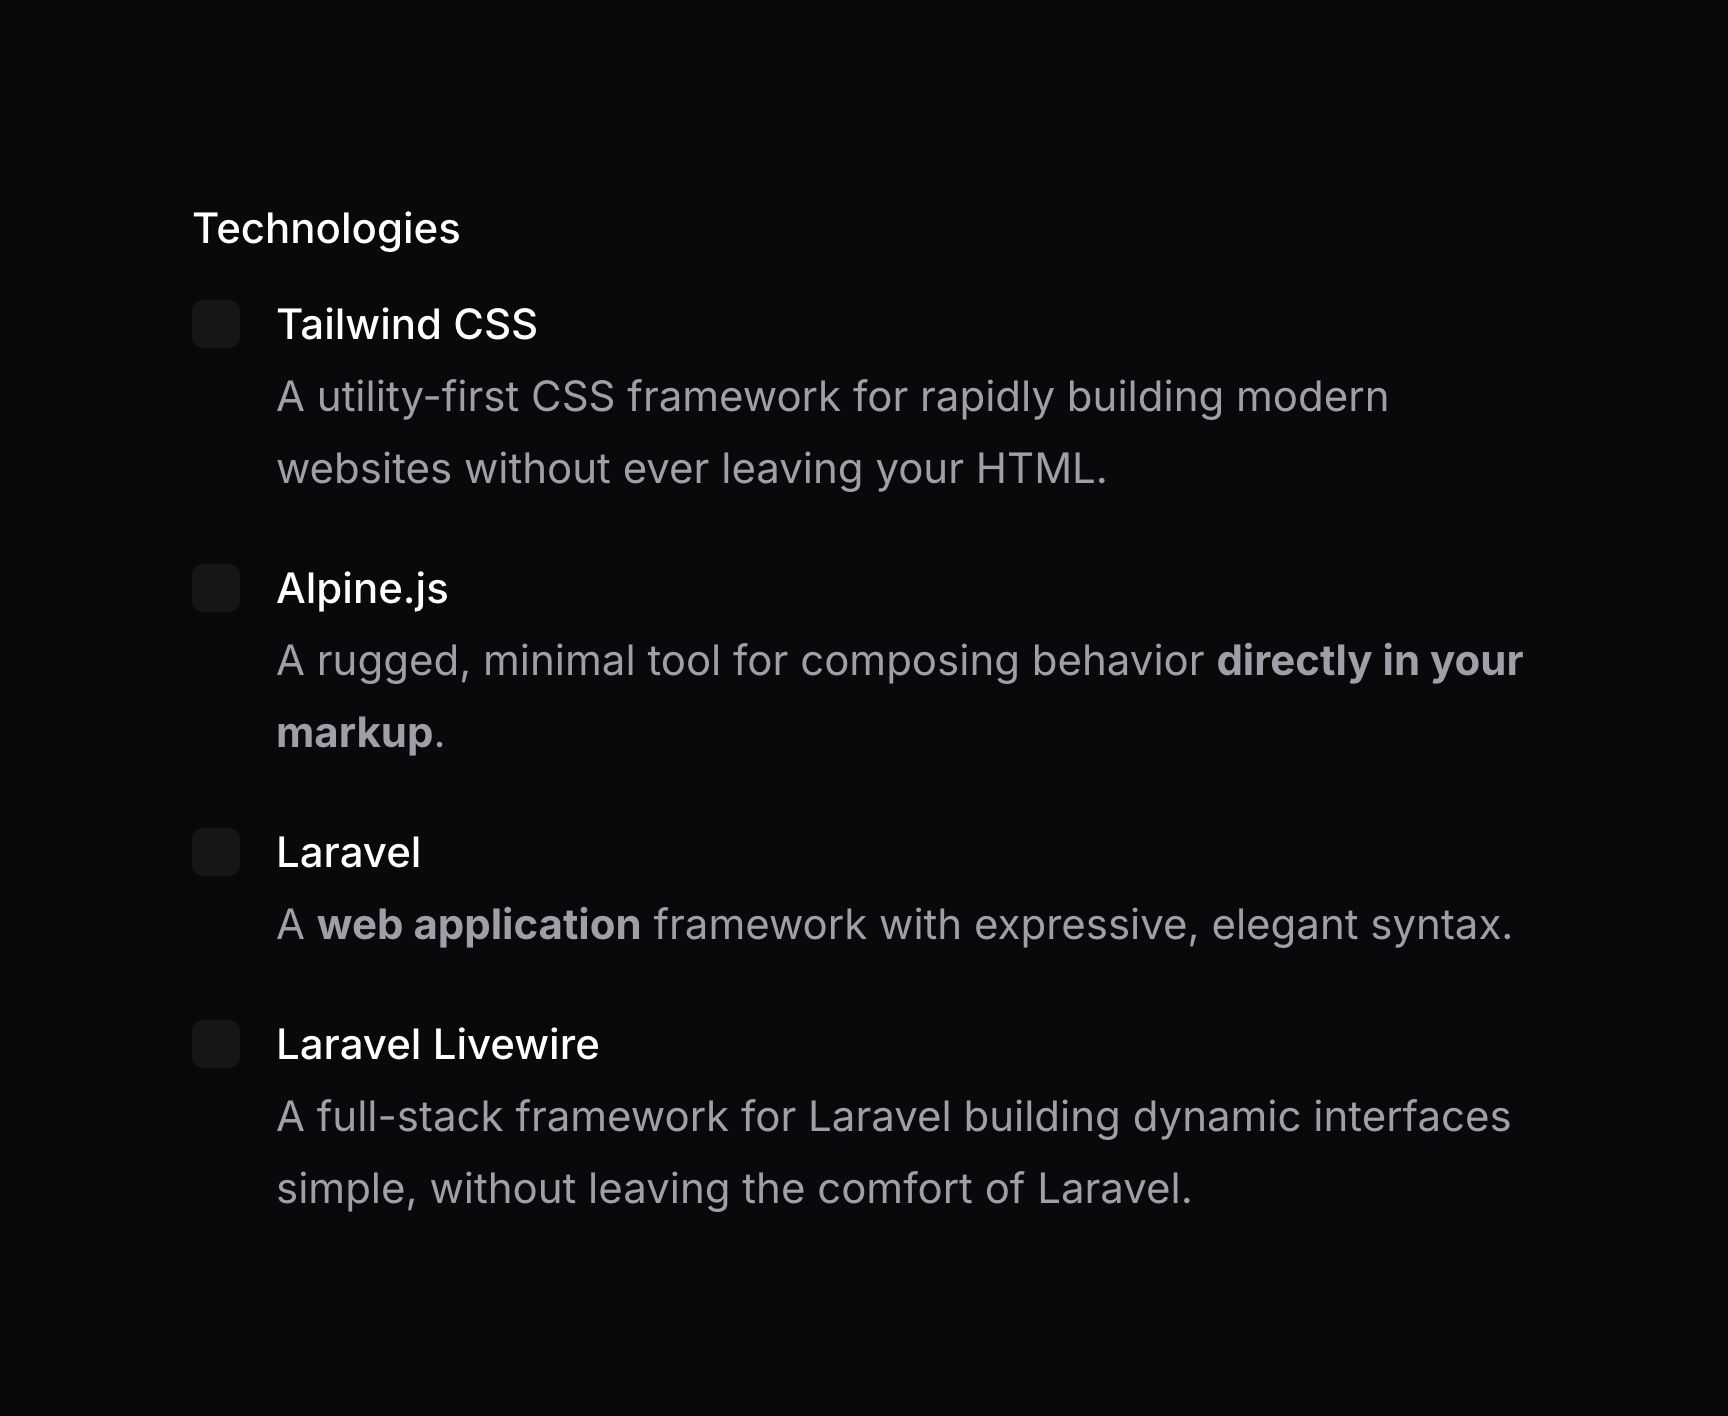 Technologies
Tailwind CSS
A utility-first CSS framework for rapidly building modern
websites without ever leaving your HTML.
Alpine.js
A rugged, minimal tool for composing behavior directly in your
markup.
Laravel
A web application framework with expressive, elegant syntax.
Laravel Livewire
A full-stack framework for Laravel building dynamic interfaces
simple, without leaving the comfort of Laravel.